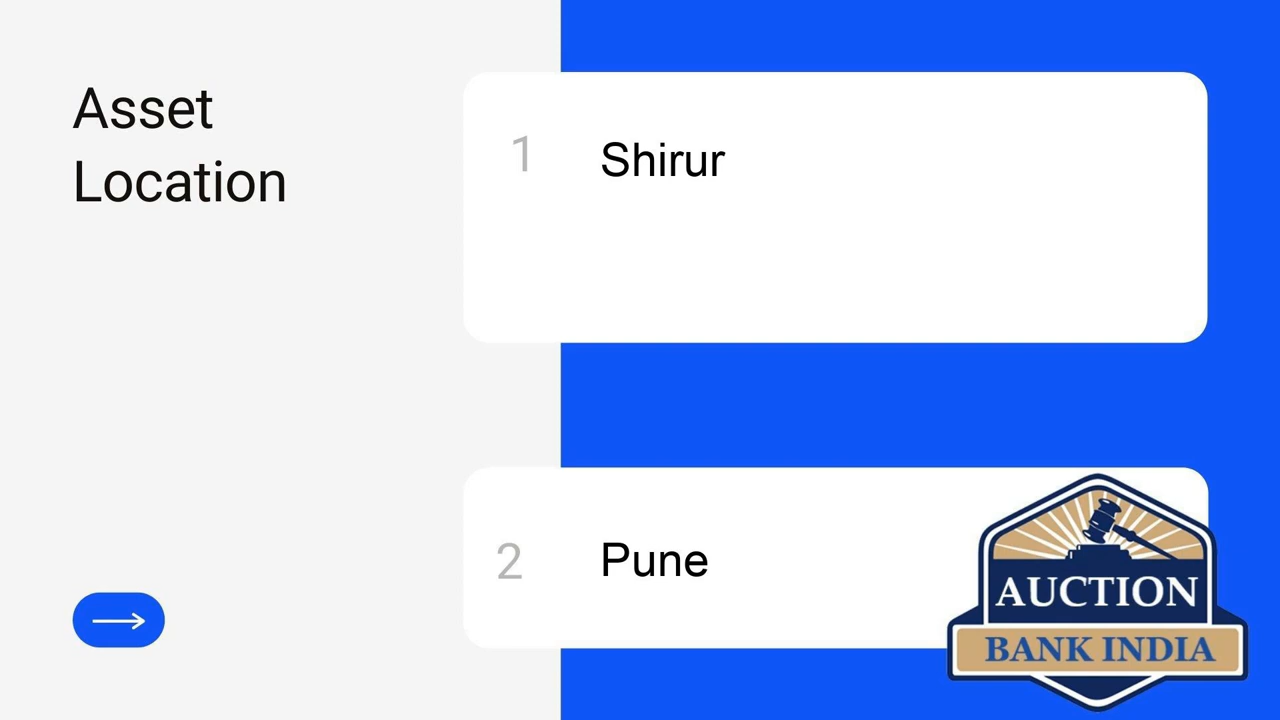 Asset
Location
1
Shirur
2
Pune
AUCTION
BANK INDIA